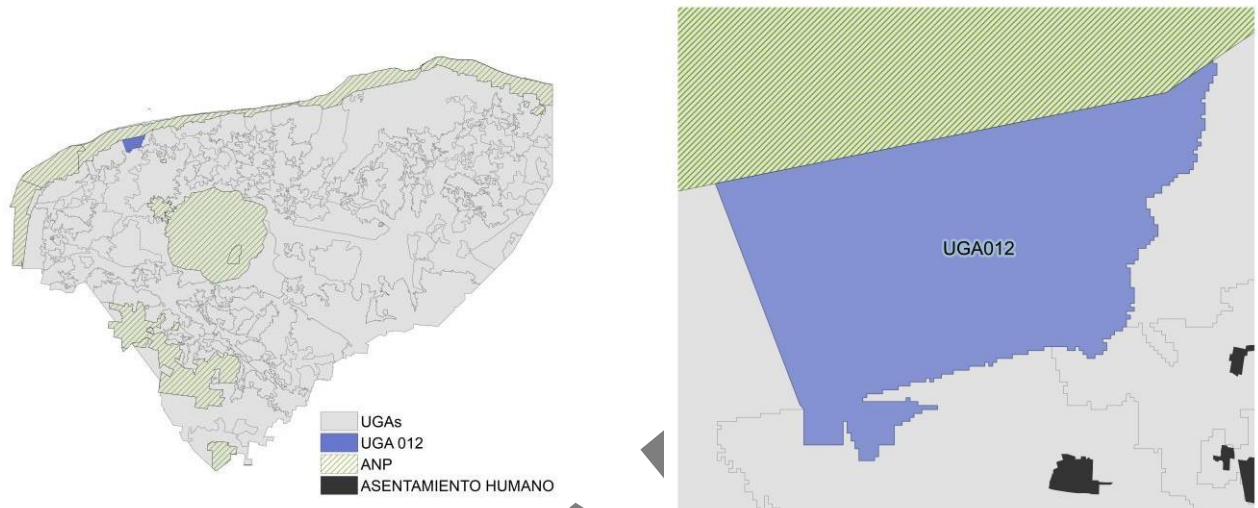 UGAs
UGA 012
ANP
ASENTAMIENTO HUMANO
UGA012